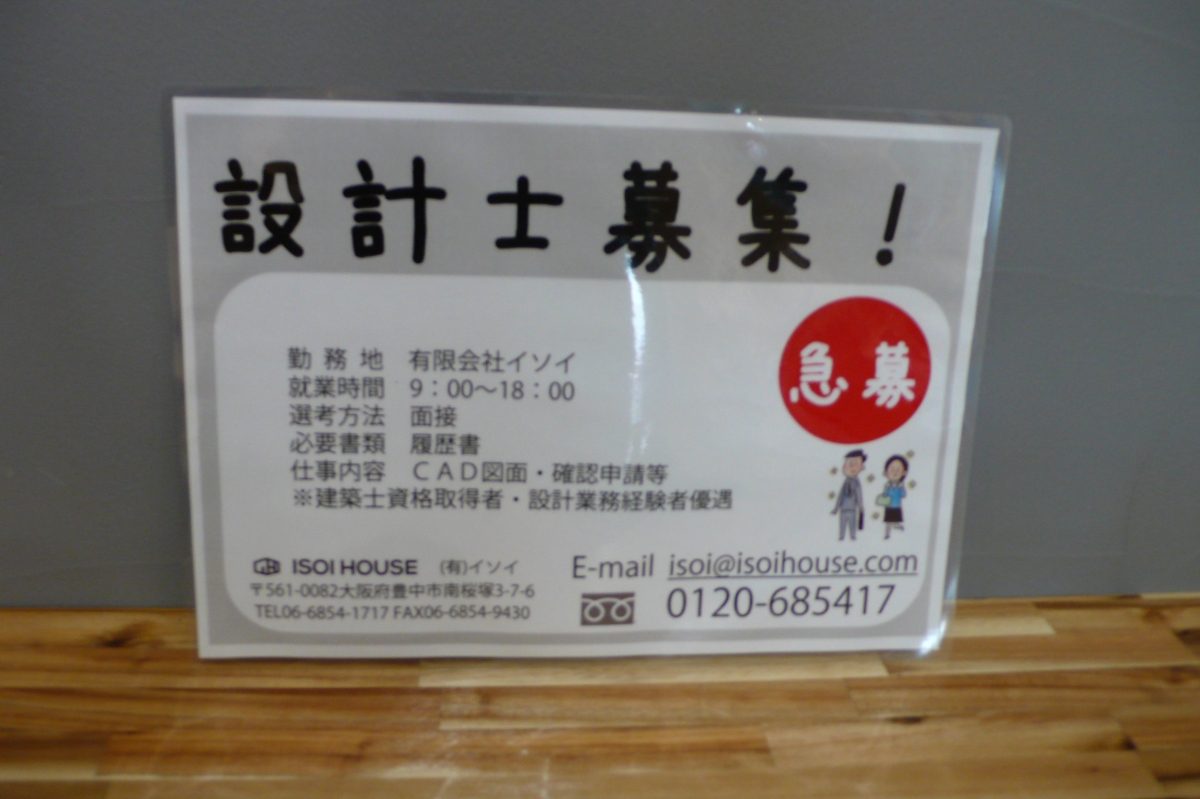 設計士募集！
急募
勤務地 有限会社イソイ
就業時間 9：00～18：00
選考方法 面接
必要書類 履歴書
仕事内容 ＣＡＤ図面・確認申請等
※建築士資格取得者・設計業務経験者優遇
ISOI HOUSE (有)イソイ
〒561-0082大阪府豊中市南桜塚3-7-6
TEL06-6854-1717 FAX06-6854-9430
E-mail isoi@isoihouse.com
0120-685417